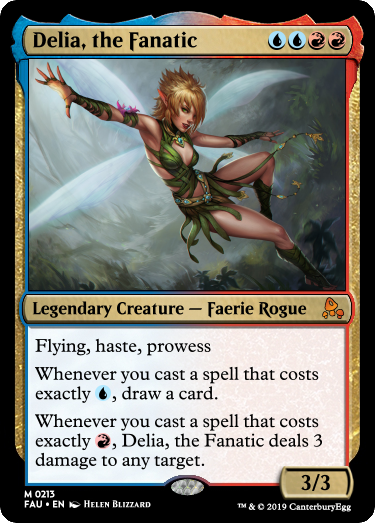 Delia, the Fanatic
Legendary Creature — Faerie Rogue
Flying, haste, prowess
Whenever you cast a spell that costs
exactly , draw a card.
Whenever you cast a spell that costs
exactly , Delia, the Fanatic deals 3
damage to any target.
3/3
M 0213
FAU • EN Helen Blizzard
™ & © 2019 CanterburyEgg